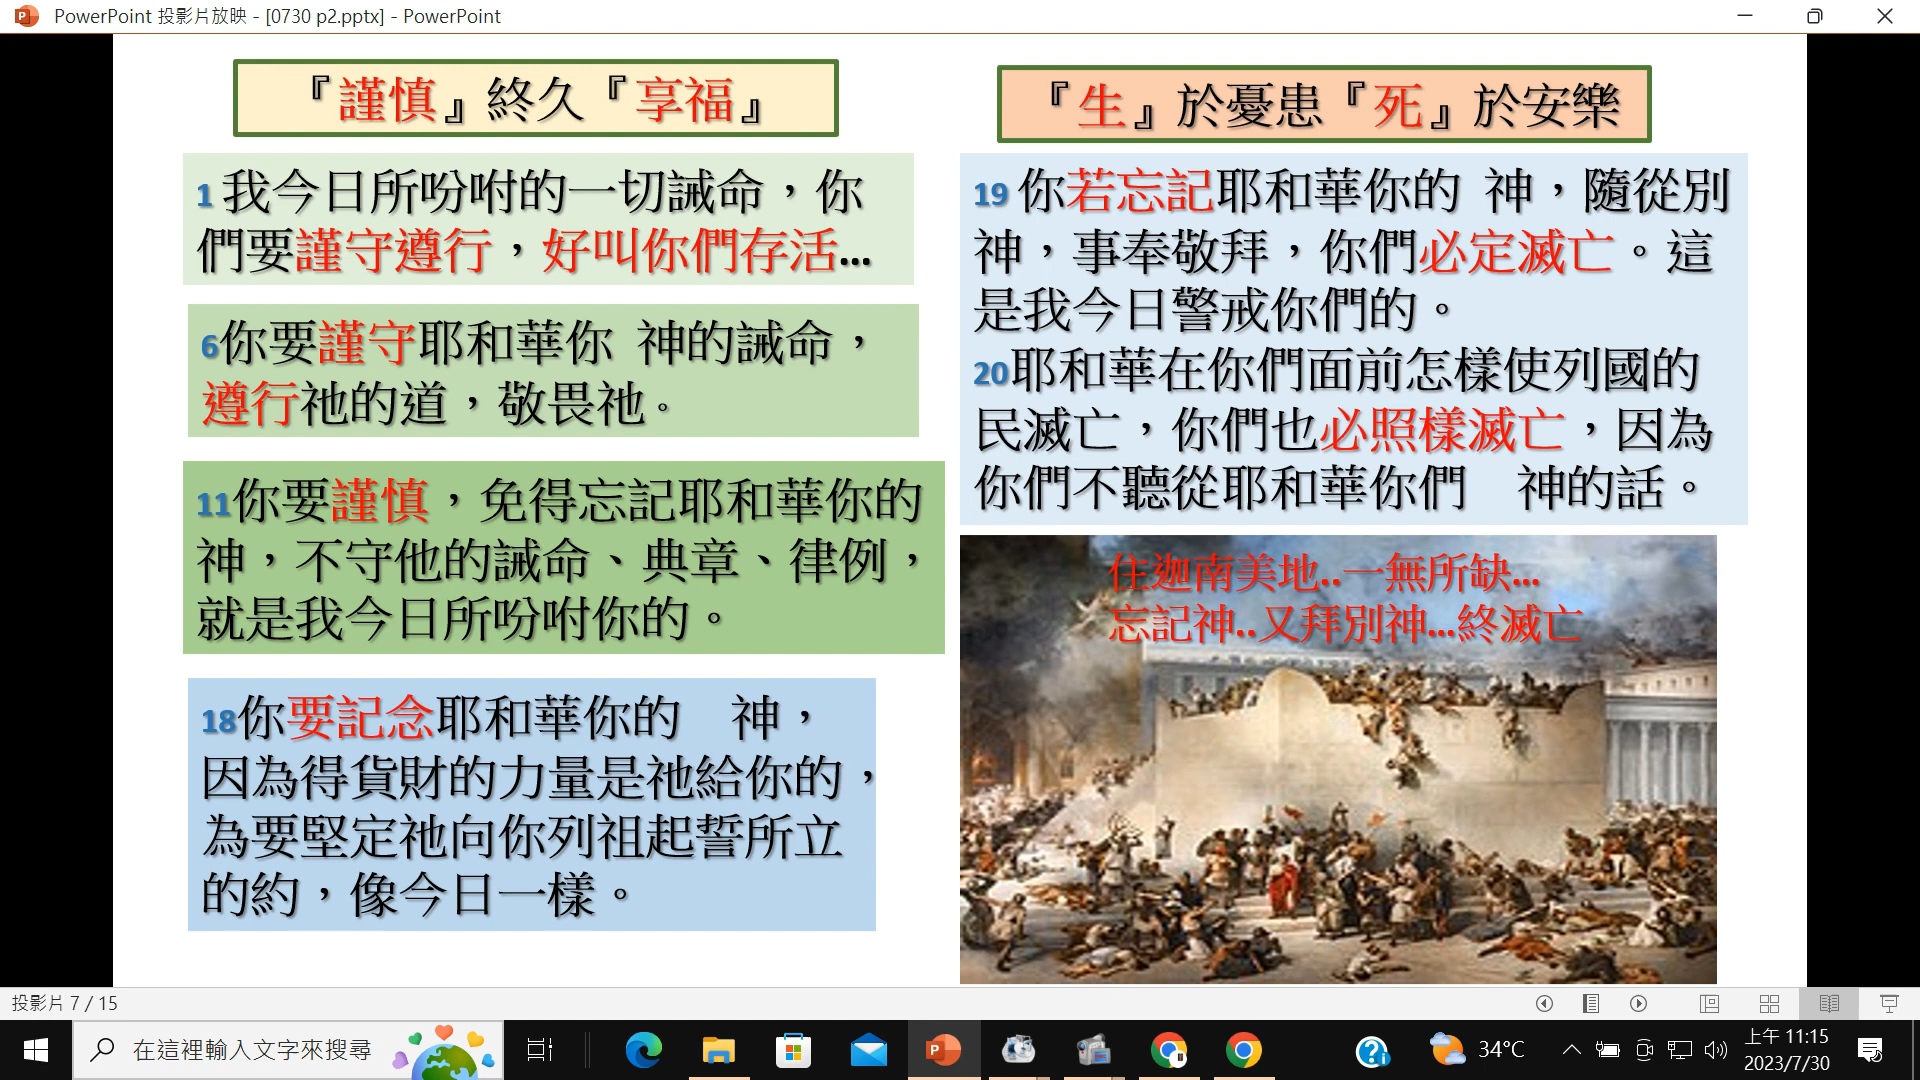 PowerPoint 投影片放映 - [0730 p2.pptx] - PowerPoint
『謹慎』終久『享福』
1 我今日所吩咐的一切誡命，你
們要謹守遵行，好叫你們存活...
6你要謹守耶和華你 神的誡命，
遵行祂的道，敬畏祂。
11你要謹慎，免得忘記耶和華你的
神，不守他的誡命、典章、律例，
就是我今日所吩咐你的。
18你要記念耶和華你的 神，
因為得貨財的力量是祂給你的，
為要堅定祂向你列祖起誓所立
的約，像今日一樣。
『生』於憂患『死』於安樂
19 你若忘記耶和華你的 神，隨從別
神，事奉敬拜，你們必定滅亡。這
是我今日警戒你們的。
20耶和華在你們面前怎樣使列國的
民滅亡，你們也必照樣滅亡，因為
你們不聽從耶和華你們 神的話。
住迦南美地..一無所缺...
忘記神..又拜別神...終滅亡
投影片 7 / 15
在這裡輸入文字來搜尋
34°C
上午 11:15
2023/7/30